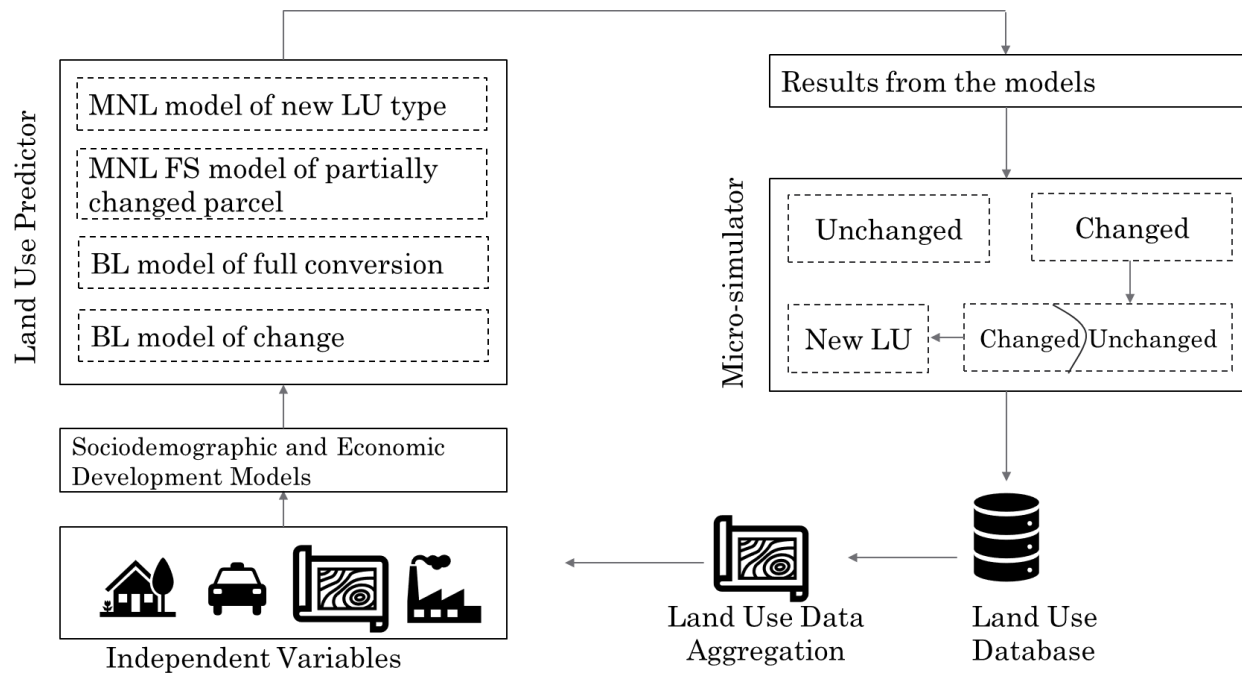 Land Use Predictor
MNL model of new LU type
MNL FS model of partially
changed parcel
BL model of full conversion
BL model of change
Sociodemographic and Economic
Development Models
Independent Variables
Results from the models
Micro-simulator
Unchanged
Changed
New LU
Changed
Unchanged
Land Use Data
Aggregation
Land Use
Database